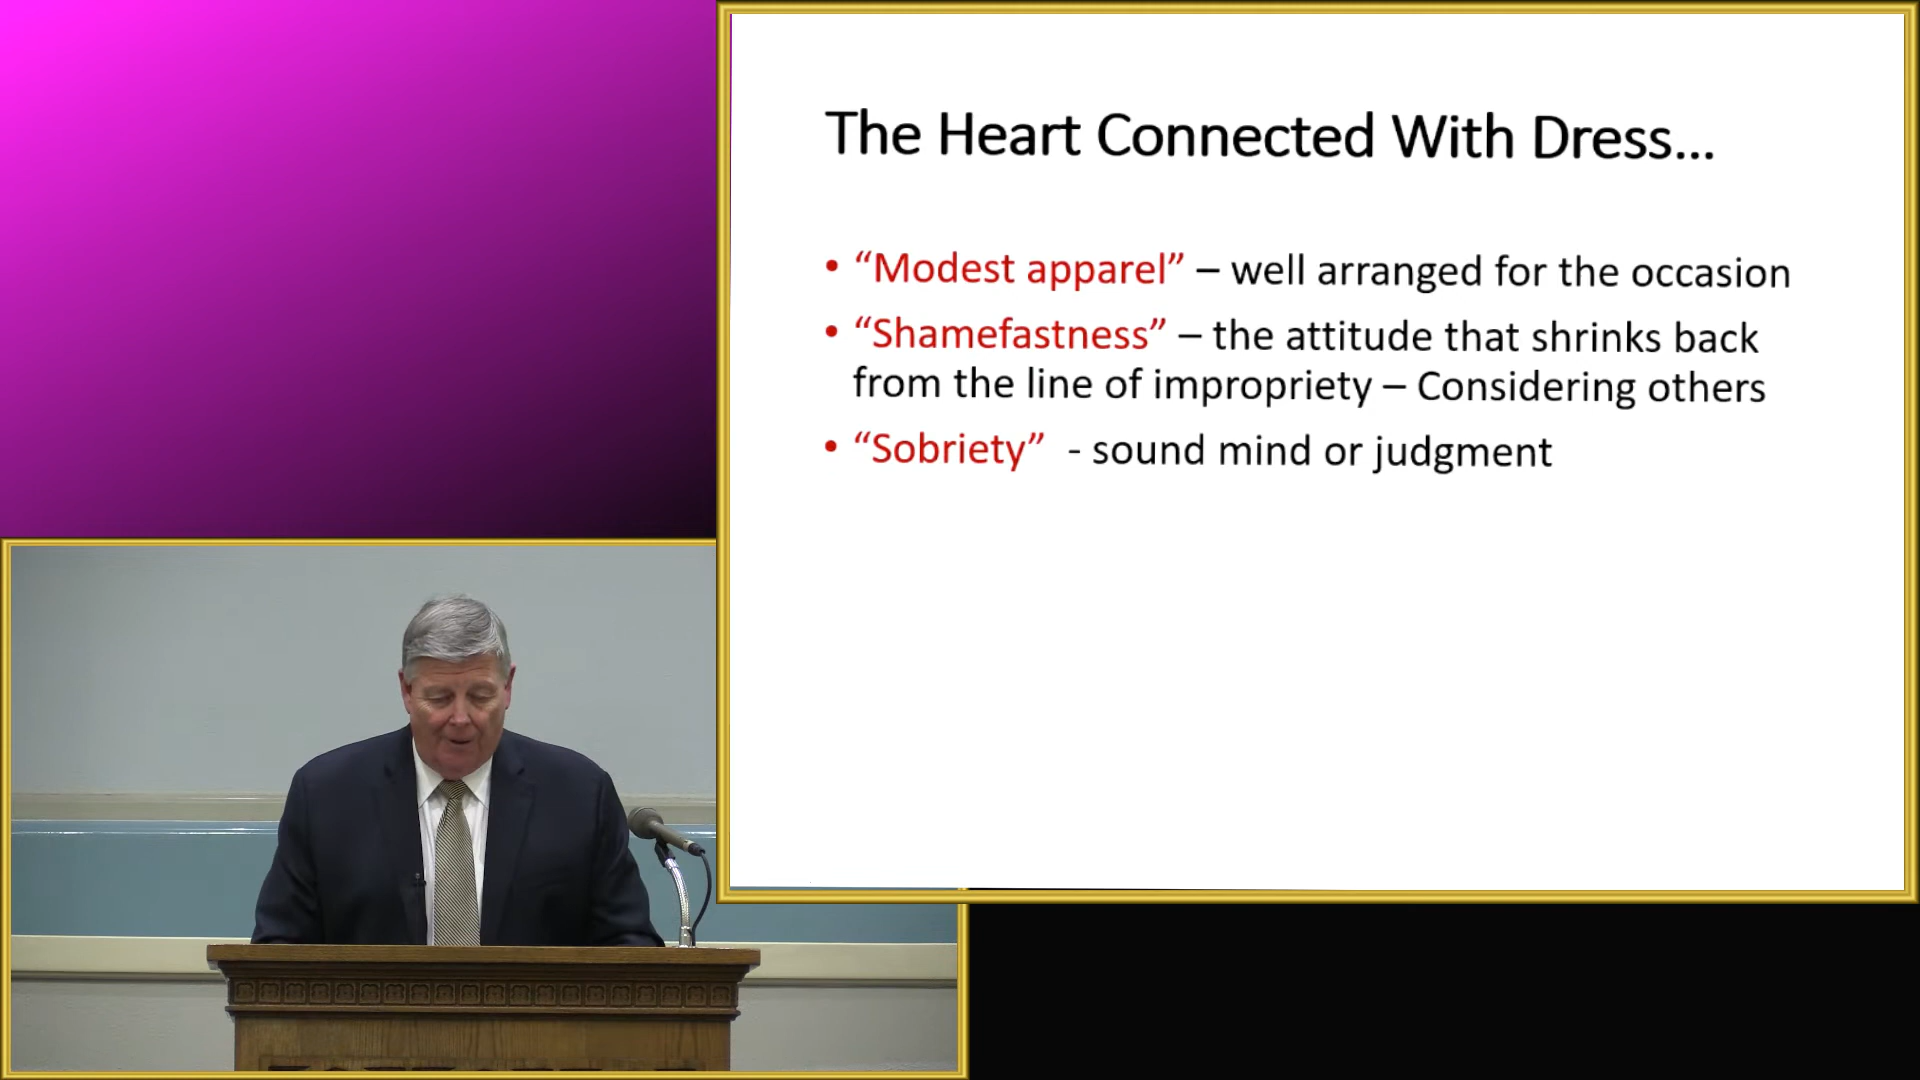 The Heart Connected With Dress...
• “Modest apparel” – well arranged for the occasion
• “Shamefastness” – the attitude that shrinks back
from the line of impropriety – Considering others
• “Sobriety”  - sound mind or judgment